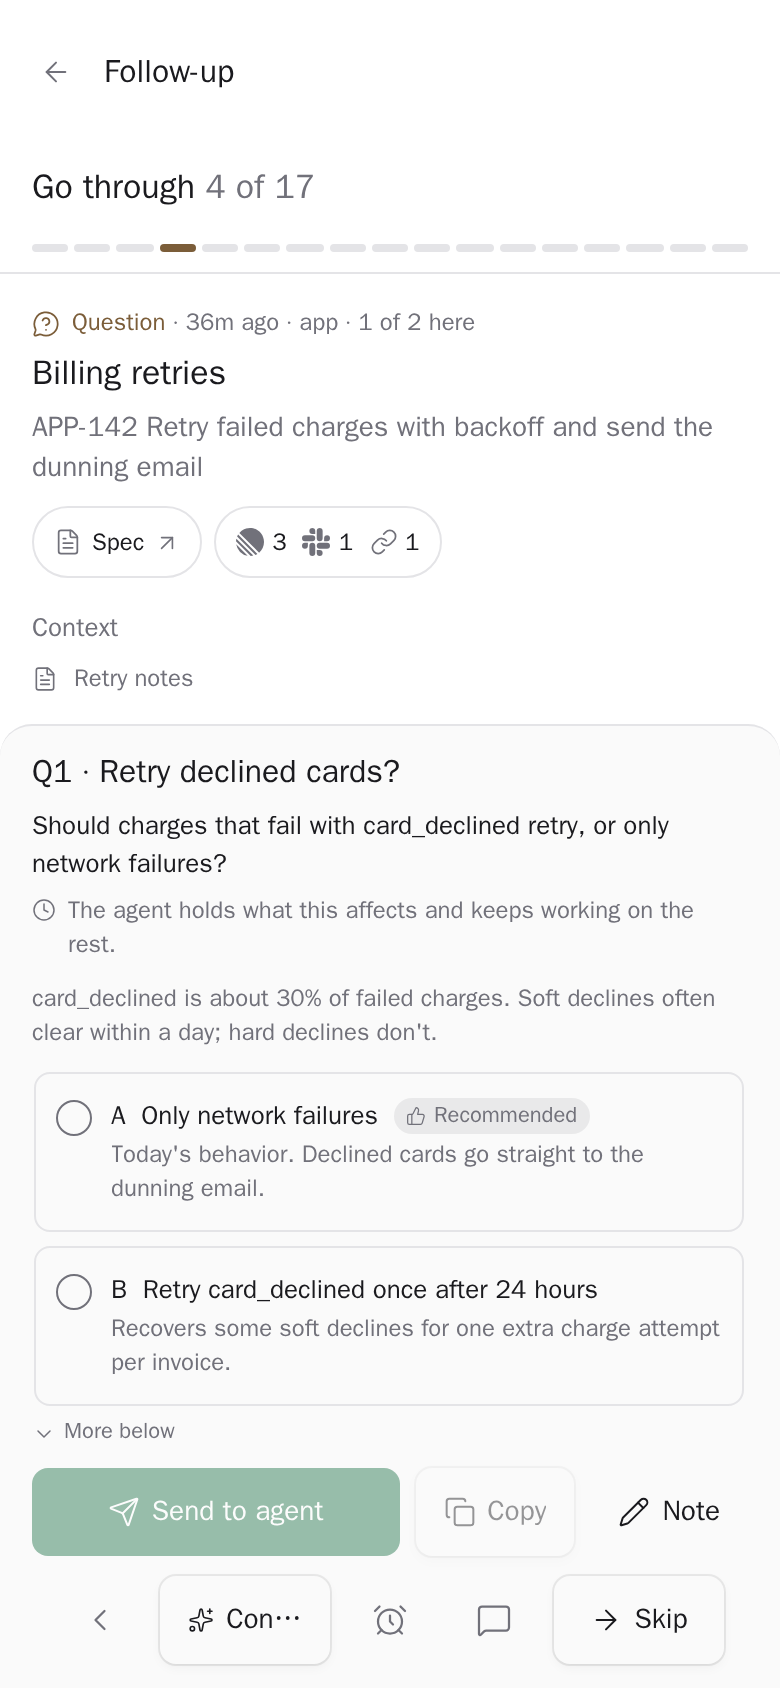 Follow-up
Go through 4 of 17
Question · 36m ago · app · 1 of 2 here
Billing retries
APP-142 Retry failed charges with backoff and send the
dunning email
Spec
3 1 1
Context
Retry notes
Q1 · Retry declined cards?
Should charges that fail with card_declined retry, or only
network failures?
The agent holds what this affects and keeps working on the
rest.
card_declined is about 30% of failed charges. Soft declines often
clear within a day; hard declines don't.
A Only network failures Recommended
Today's behavior. Declined cards go straight to the
dunning email.
B Retry card_declined once after 24 hours
Recovers some soft declines for one extra charge attempt
per invoice.
More below
Send to agent Copy Note
Con··· Skip